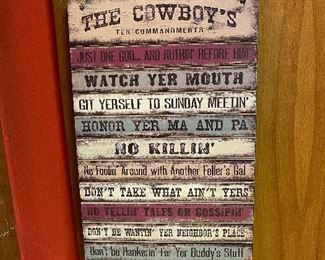 THE COWBOY'S
TEN COMMANDMENTS
JUST ONE GOD... AND NUTHIN' BEFORE HIM
WATCH YER MOUTH
GIT YERSELF TO SUNDAY MEETIN'
HONOR YER MA AND PA
NO KILLIN'
No Foolin' Around with Another Feller's Gal
DON'T TAKE WHAT AIN'T YERS
NO TELLIN' TALES OR GOSSIPIN'
DON'T BE WANTIN' YER NEIGHBOR'S PLACE
Don't be Hankerin' Fer Yer Buddy's Stuff